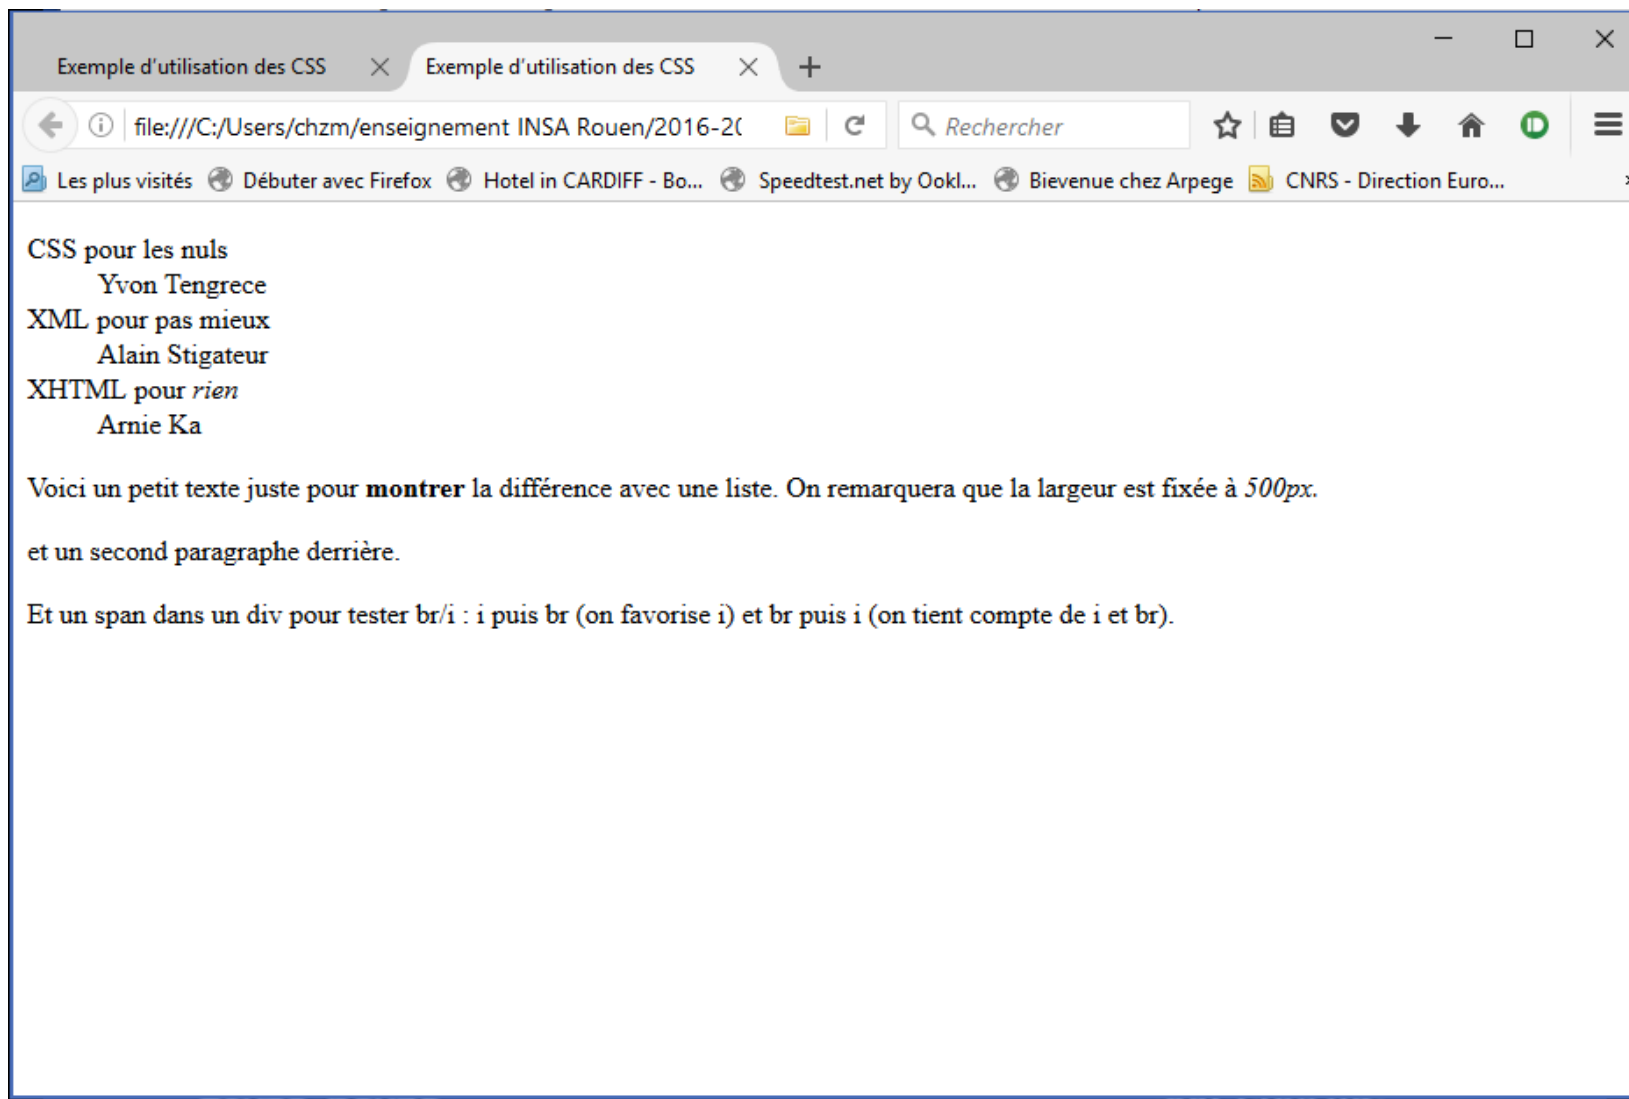 Exemple d'utilisation des CSS
Exemple d'utilisation des CSS
file:///C:/Users/chzm/enseignement INSA Rouen/2016-20
Rechercher
Les plus visités Débuter avec Firefox Hotel in CARDIFF - Bo... Speedtest.net by Ookl... Bievenue chez Arpege CNRS - Direction Euro...
CSS pour les nuls
Yvon Tengrece
XML pour pas mieux
Alain Stigateur
XHTML pour rien
Arnie Ka
Voici un petit texte juste pour montrer la différence avec une liste. On remarquera que la largeur est fixée à 500px.
et un second paragraphe derrière.
Et un span dans un div pour tester br/i : i puis br (on favorise i) et br puis i (on tient compte de i et br).